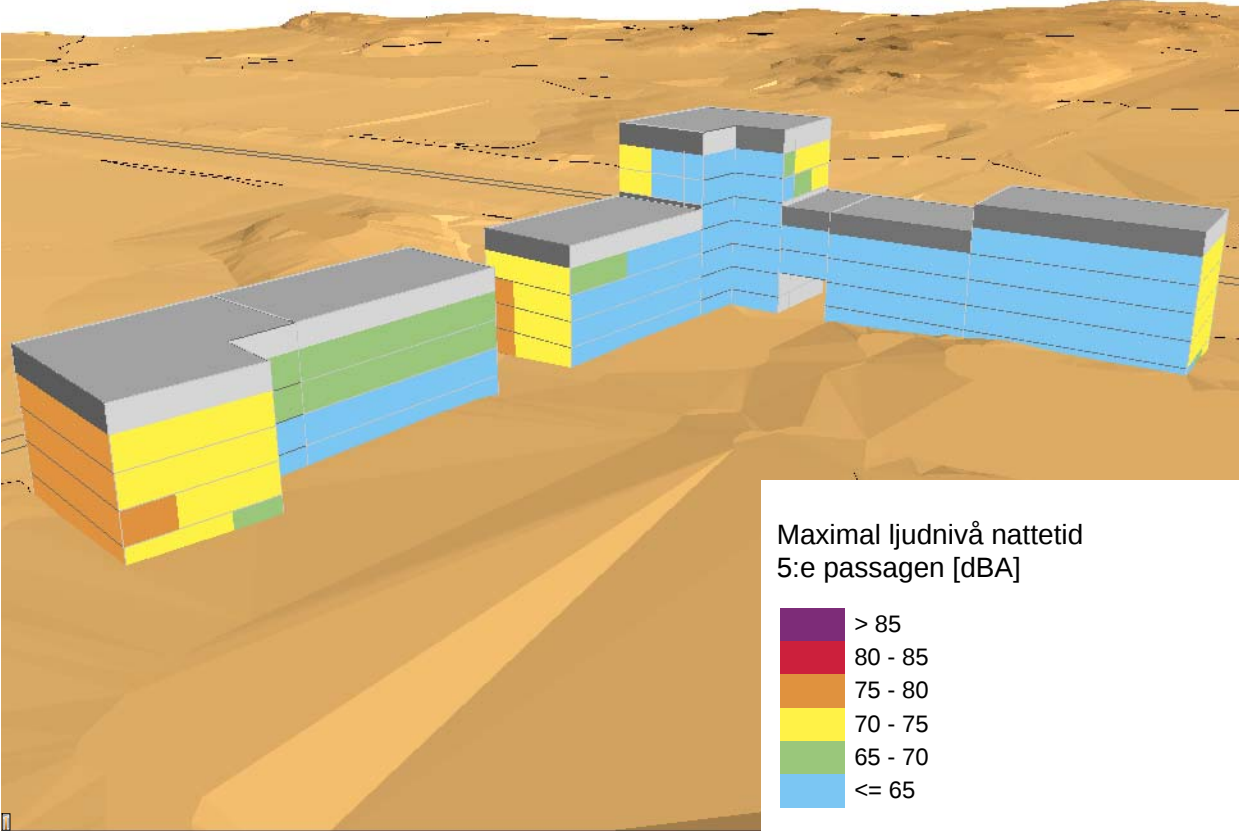 Maximal ljudnivå nattetid
5:e passagen [dBA]
> 85
80 - 85
75 - 80
70 - 75
65 - 70
<= 65